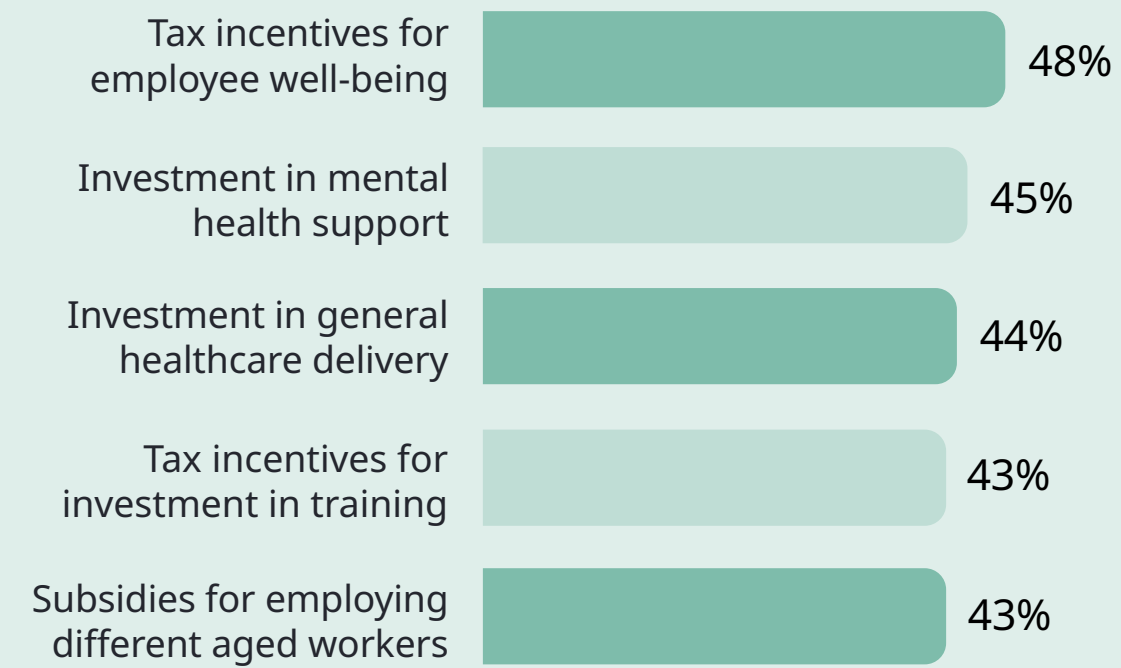 Tax incentives for
employee well-being
48%
Investment in mental
health support
45%
Investment in general
healthcare delivery
44%
Tax incentives for
investment in training
43%
Subsidies for employing
different aged workers
43%